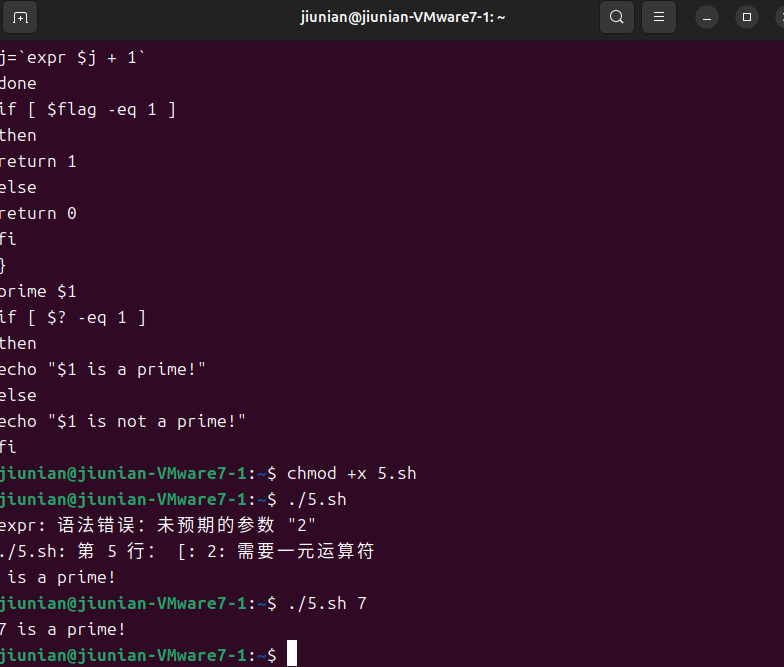 jiunian@jiunian-VMware7-1: ~
j=`expr $j + 1`
done
if [ $flag -eq 1 ]
then
return 1
else
return 0
fi
}
prime $1
if [ $? -eq 1 ]
then
echo "$1 is a prime!"
else
echo "$1 is not a prime!"
fi
jiunian@jiunian-VMware7-1:~$ chmod +x 5.sh
jiunian@jiunian-VMware7-1:~$ ./5.sh
expr: 语法错误：未预期的参数 "2"
./5.sh: 第 5 行： [: 2: 需要一元运算符
 is a prime!
jiunian@jiunian-VMware7-1:~$ ./5.sh 7
7 is a prime!
jiunian@jiunian-VMware7-1:~$